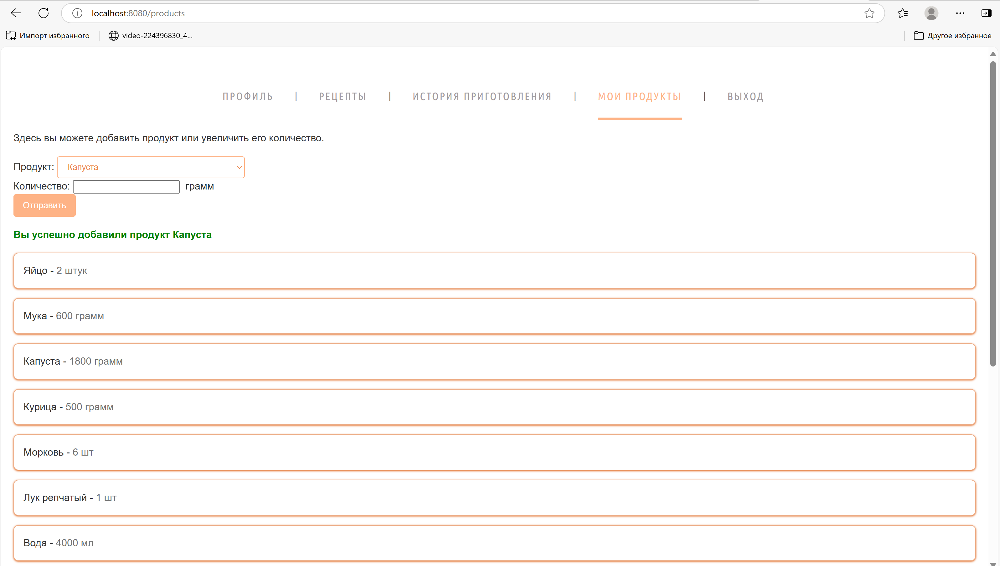 localhost:8080/products
Импорт избранного
video-224396830_4...
Другое избранное
ПРОФИЛЬ | РЕЦЕПТЫ | ИСТОРИЯ ПРИГОТОВЛЕНИЯ | МОИ ПРОДУКТЫ | ВЫХОД
Здесь вы можете добавить продукт или увеличить его количество.
Продукт: Капуста
Количество: грамм
Отправить
Вы успешно добавили продукт Капуста
Яйцо - 2 штук
Мука - 600 грамм
Капуста - 1800 грамм
Курица - 500 грамм
Морковь - 6 шт
Лук репчатый - 1 шт
Вода - 4000 мл